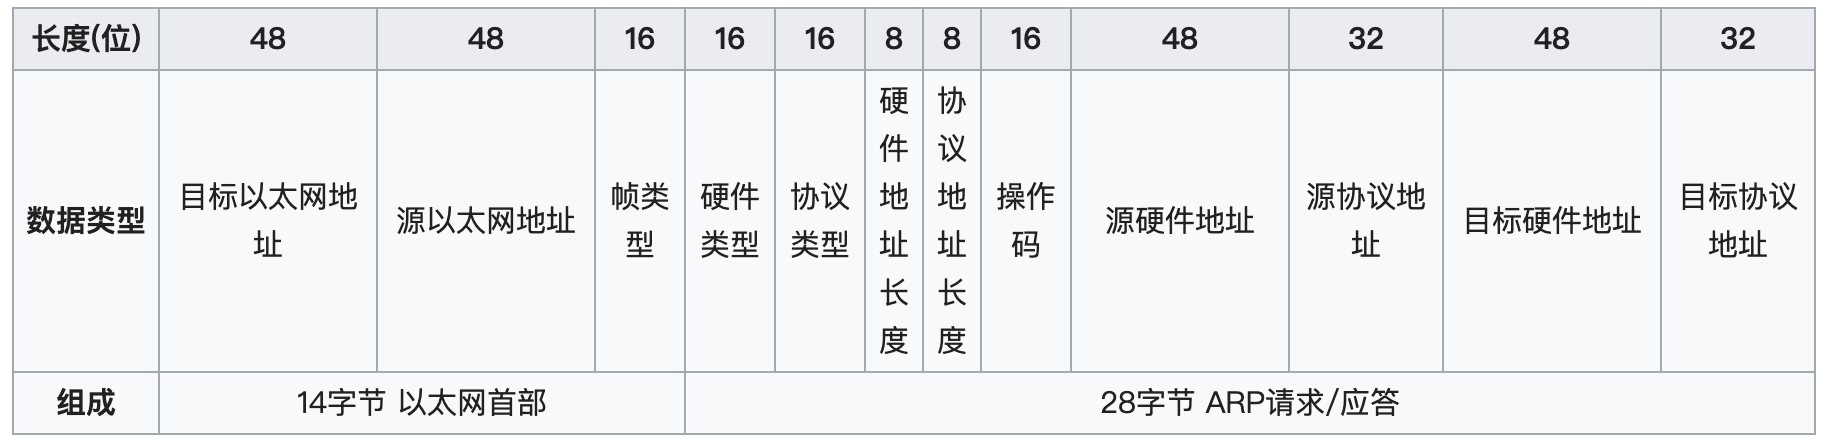 长度(位) 48 48 16 16 16 8 8 16 48 32 48 32
数据类型
目标以太网地
址
源以太网地址
帧类
型
硬件
类型
协议
类型
硬
件
地
址
长
度
协
议
地
址
长
度
操作
码
源硬件地址
源协议地
址
目标硬件地址
目标协议
地址
组成 14字节 以太网首部 28字节 ARP请求/应答